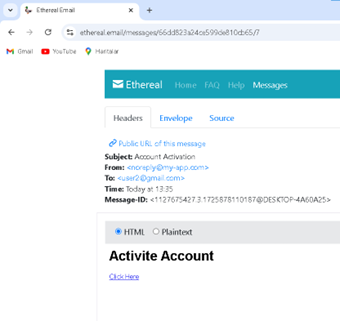 Ethereal Email
ethereal.email/messages/66dd823a24ce599de810cb65/7
Gmail YouTube Haritalar
Ethereal Home FAQ Help Messages
Headers Envelope Source
Public URL of this message
Subject: Account Activation
From: <noreply@my-app.com>
To: <user2@gmail.com>
Time: Today at 13:35
Message-ID: <1127675427.3.1725878110187@DESKTOP-4A60A25>
HTML Plaintext
Activite Account
Click Here